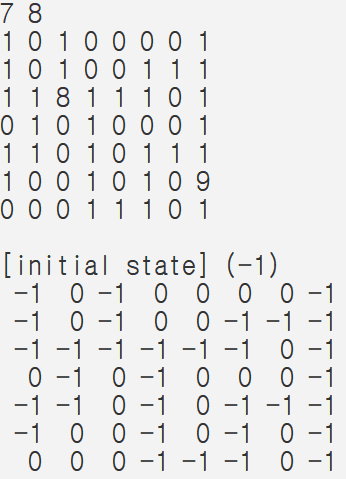 7 8
1 0 1 0 0 0 0 1
1 0 1 0 0 1 1 1
1 1 8 1 1 1 0 1
0 1 0 1 0 0 0 1
1 1 0 1 0 1 1 1
1 0 0 1 0 1 0 9
0 0 0 1 1 1 0 1
[initial state] (-1)
-1 0 -1 0 0 0 0 -1
-1 0 -1 0 0 -1 -1 -1
-1 -1 -1 -1 -1 -1 0 -1
0 -1 0 -1 0 0 0 -1
-1 -1 0 -1 0 -1 -1 -1
-1 0 0 -1 0 -1 0 -1
0 0 0 -1 -1 -1 0 -1